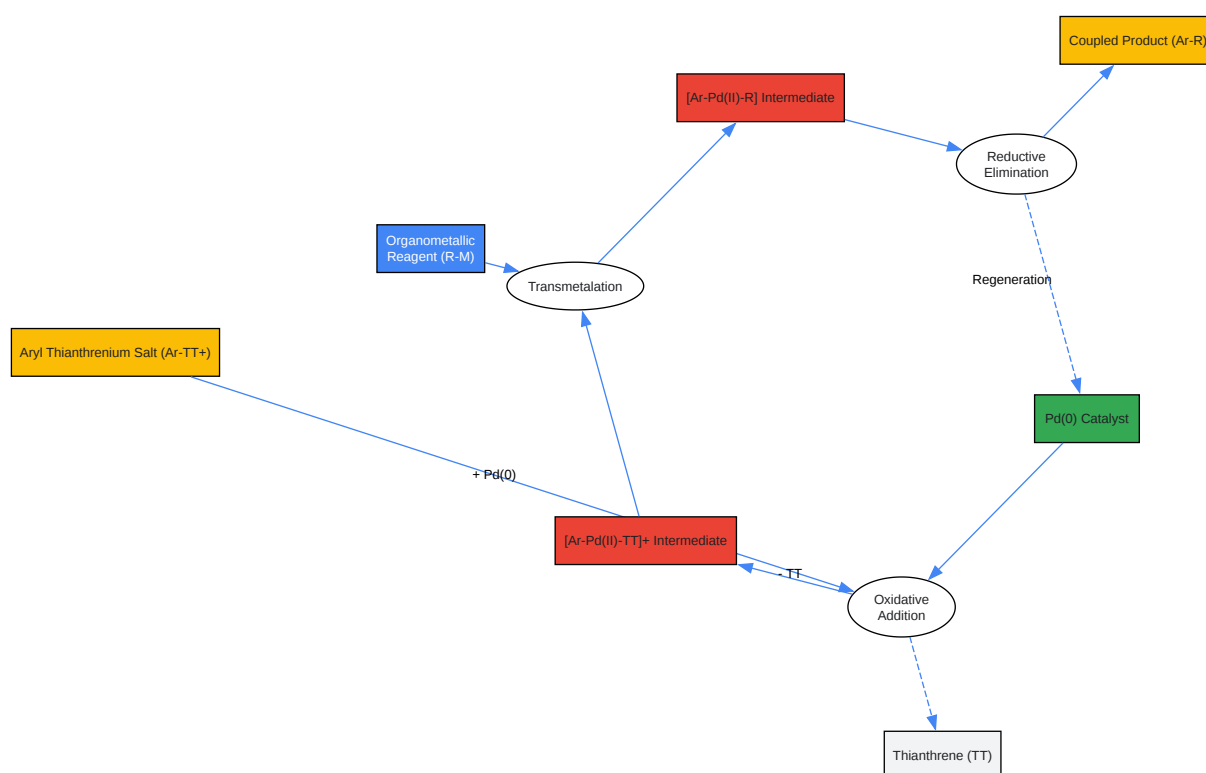 Coupled Product (Ar-R)
[Ar-Pd(II)-R] Intermediate
Reductive
Elimination
Organometallic
Reagent (R-M)
Transmetalation
Regeneration
Aryl Thianthrenium Salt (Ar-TT+)
Pd(0) Catalyst
+ Pd(0)
[Ar-Pd(II)-TT]+ Intermediate
- TT
Oxidative
Addition
Thianthrene (TT)